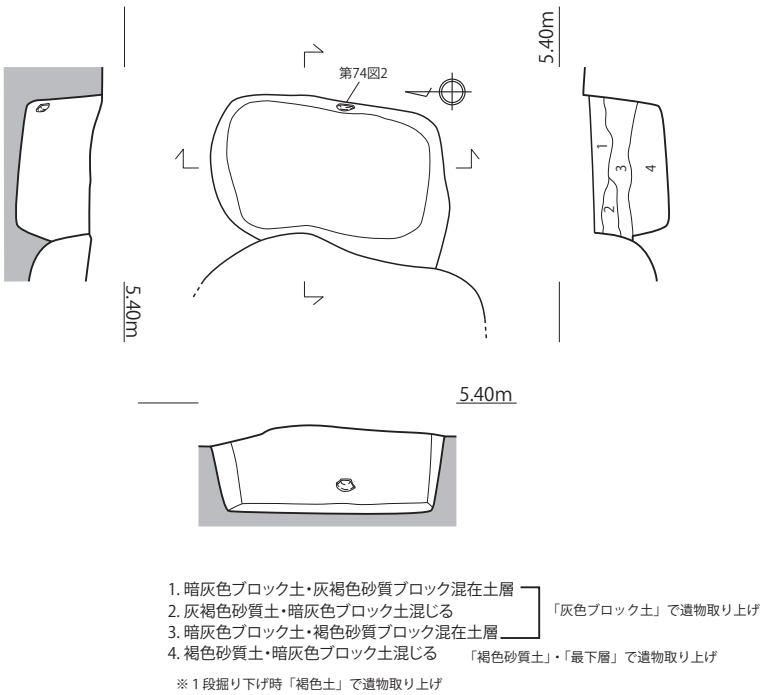 5.40m
第74図2
1
2
3
4
5.40m
5.40m
1. 暗灰色ブロック土・灰褐色砂質ブロック混在土層
2. 灰褐色砂質土・暗灰色ブロック土混じる
「灰色ブロック土」で遺物取り上げ
3. 暗灰色ブロック土・褐色砂質ブロック混在土層
4. 褐色砂質土・暗灰色ブロック土混じる
「褐色砂質土」・「最下層」で遺物取り上げ
※1段掘り下げ時「褐色土」で遺物取り上げ